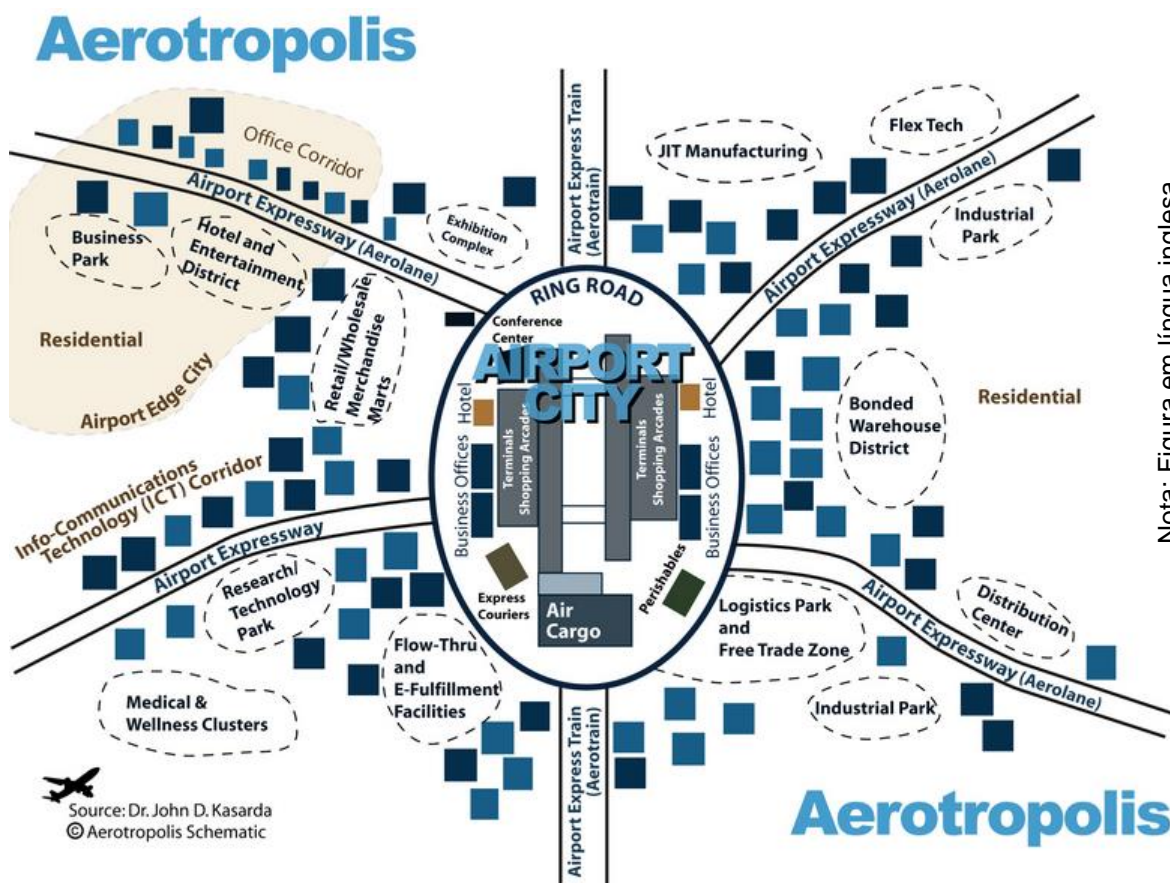 Aerotropolis
Office Corridor
Airport Expressway (Aerolane)
Business
Park
Hotel and
Entertainment
District
Exhibition
Complex
Residential
Airport Edge City
Retail/Wholesale
Merchandise
Marts
Airport Express Train
(Aerotrain)
JIT Manufacturing
Flex Tech
Airport Expressway (Aerolane)
Industrial
Park
RING ROAD
Conference
Center
AIRPORT
CITY
Hotel
Hotel
Terminals
Shopping Arcades
Terminals
Shopping Arcades
Business Offices
Business Offices
Express
Couriers
Perishables
Air
Cargo
Bonded
Warehouse
District
Residential
Info-Communications
Technology (ICT) Corridor
Airport Expressway
Research/
Technology
Park
Medical &
Wellness Clusters
Flow-Thru
and
E-Fulfillment
Facilities
Logistics Park
and
Free Trade Zone
Airport Expressway (Aerolane)
Distribution
Center
Industrial Park
Airport Express Train
(Aerotrain)
Source: Dr. John D. Kasarda
© Aerotropolis Schematic
Aerotropolis
Nota: Figura em língua inglesa